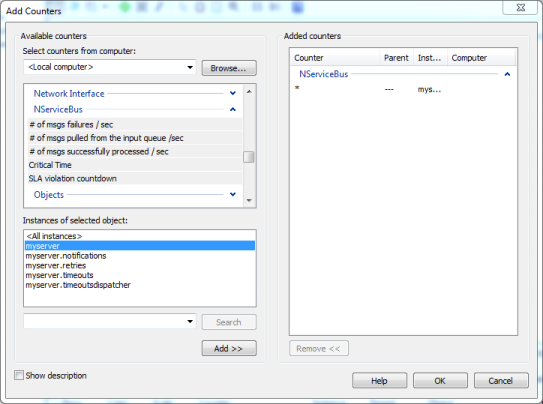 Add Counters
Available counters
Select counters from computer:
<Local computer>
Browse...
Network Interface
NServiceBus
# of msgs failures / sec
# of msgs pulled from the input queue /sec
# of msgs successfully processed / sec
Critical Time
SLA violation countdown
Objects
Instances of selected object:
<All instances>
myserver
myserver.notifications
myserver.retries
myserver.timeouts
myserver.timeoutsdispatcher
Search
Add >>
Show description
Added counters
Counter Parent Inst... Computer
NServiceBus
* --- mys...
Remove <<
Help OK Cancel